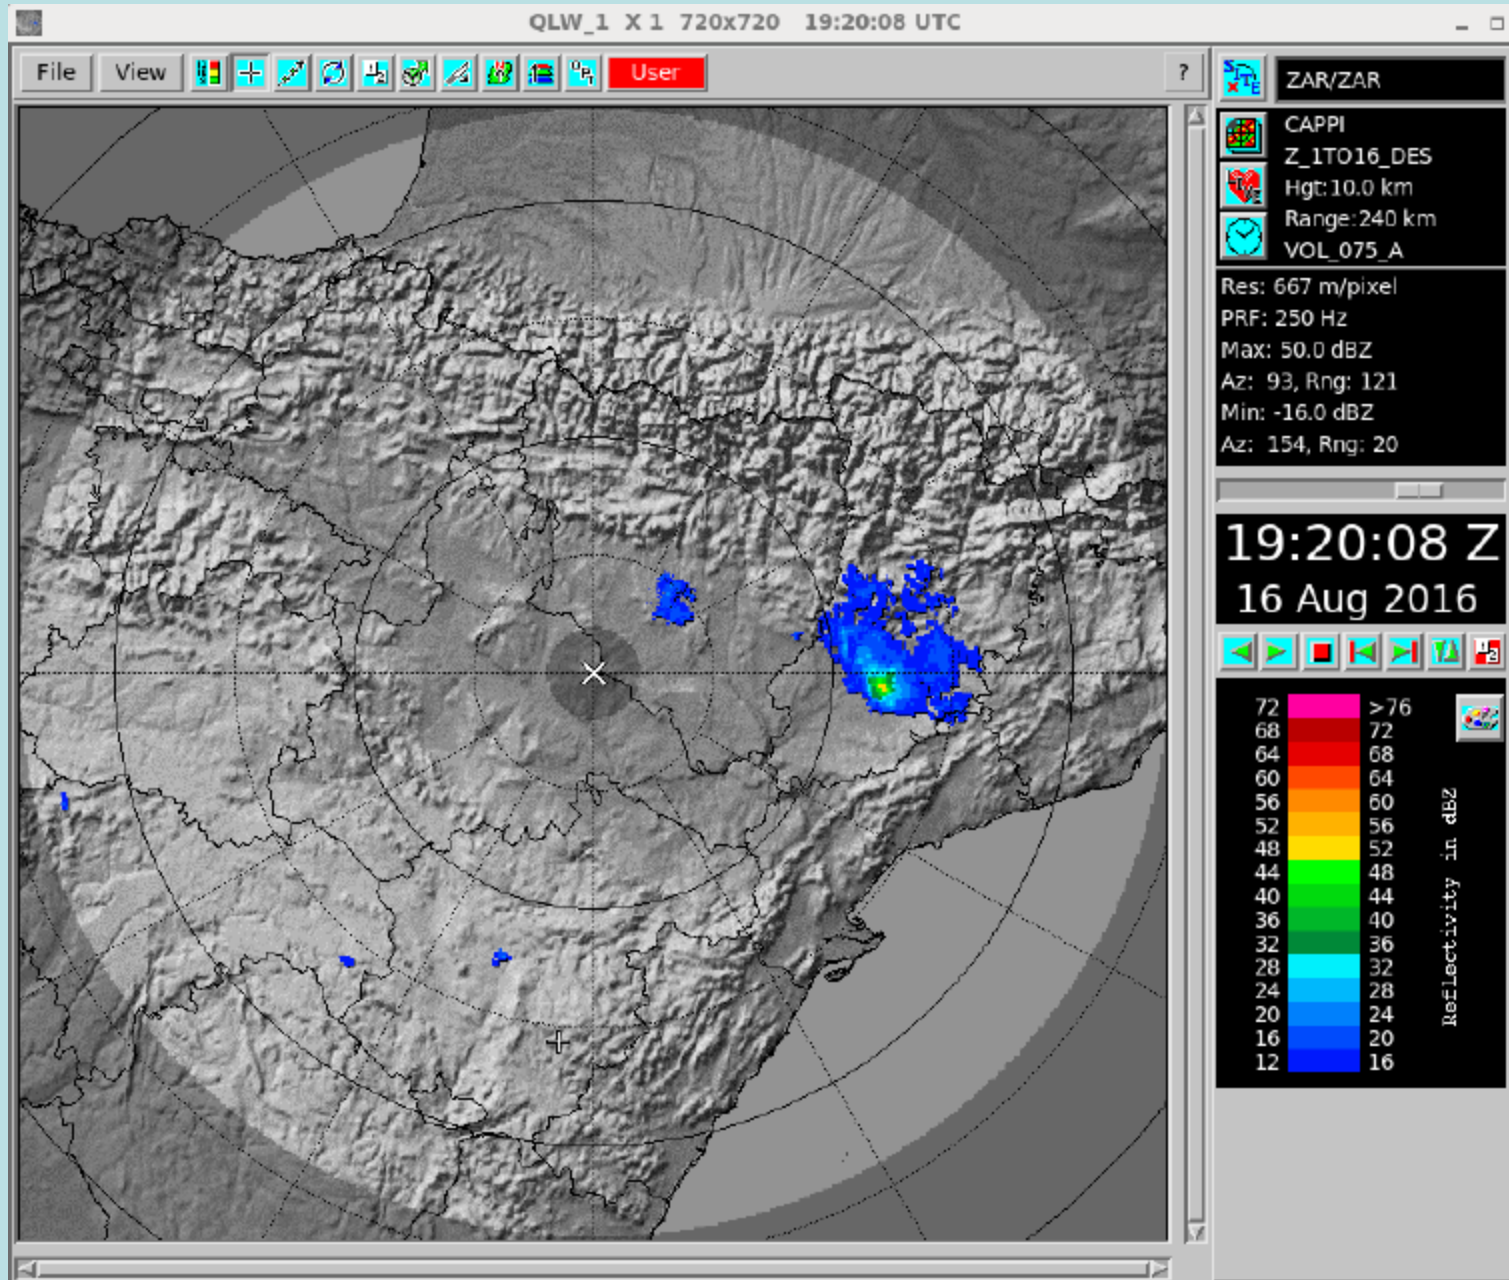 QLW_1 X 1 720x720 19:20:08 UTC
File View User ?
ZAR/ZAR
CAPPI
Z_1TO16_DES
Hgt:10.0 km
Range:240 km
VOL_075_A
Res: 667 m/pixel
PRF: 250 Hz
Max: 50.0 dBZ
Az: 93, Rng: 121
Min: -16.0 dBZ
Az: 154, Rng: 20
19:20:08 Z
16 Aug 2016
72 >76
68 72
64 68
60 64
56 60
52 56
48 52
44 48
40 44
36 40
32 36
28 32
24 28
20 24
16 20
12 16
Reflectivity in dBZ